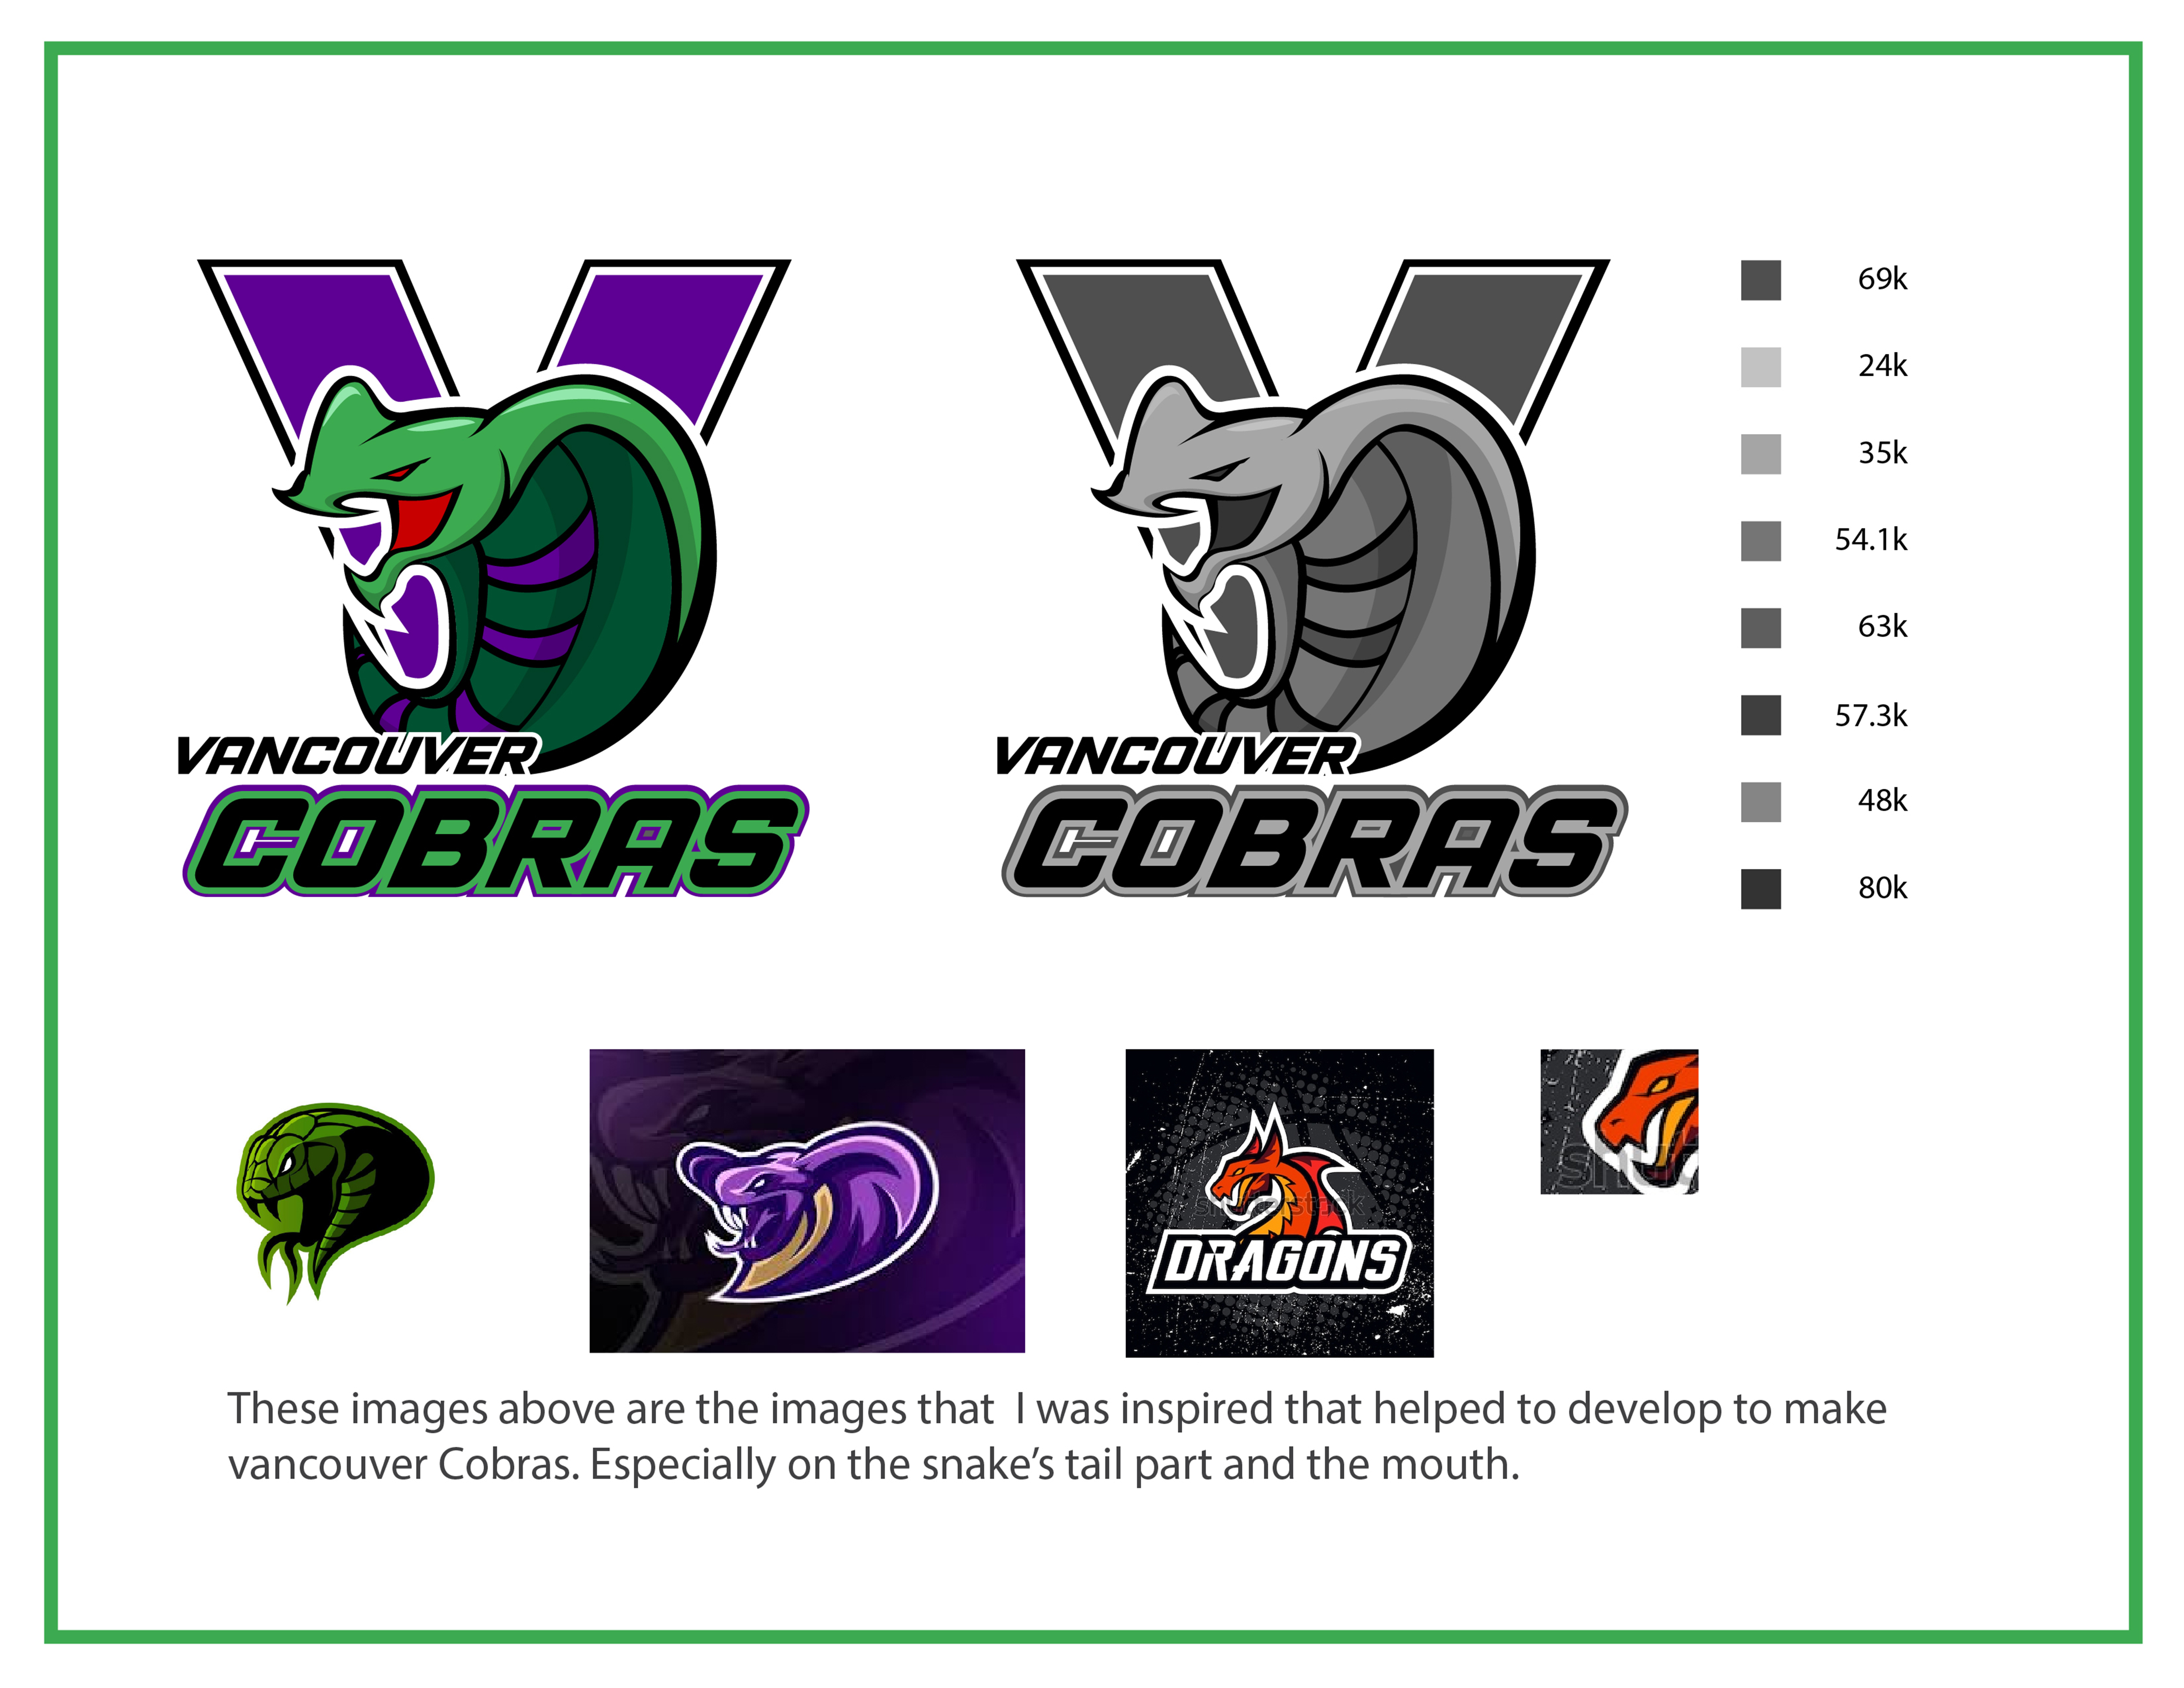 VANCOUVER
COBRAS
VANCOUVER
COBRAS
69k
24k
35k
54.1k
63k
57.3k
48k
80k
shutterstock
DRAGONS
These images above are the images that  I was inspired that helped to develop to make
vancouver Cobras. Especially on the snake’s tail part and the mouth.